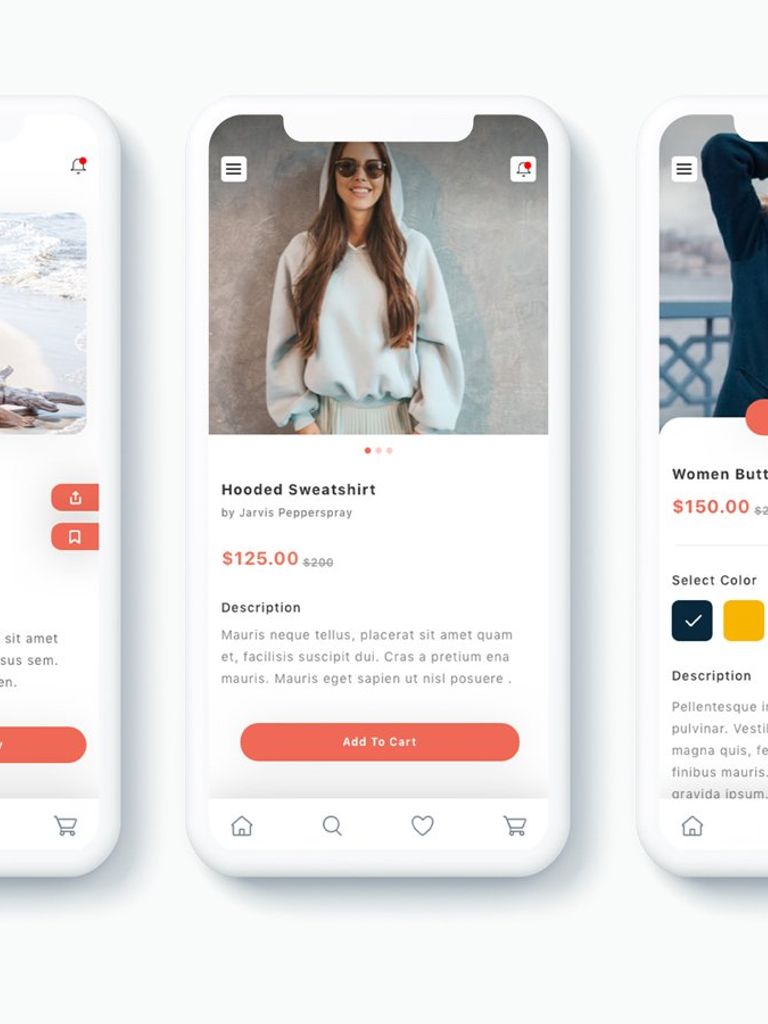 sit amet
sus sem.
en.
y
Hooded Sweatshirt
by Jarvis Pepperspray
$125.00 $200
Description
Mauris neque tellus, placerat sit amet quam
et, facilisis suscipit dui. Cras a pretium ena
mauris. Mauris eget sapien ut nisl posuere .
Add To Cart
Women Butt
$150.00 $2
Select Color
Description
Pellentesque i
pulvinar. Vesti
magna quis, fe
finibus mauris.
gravida ipsum.